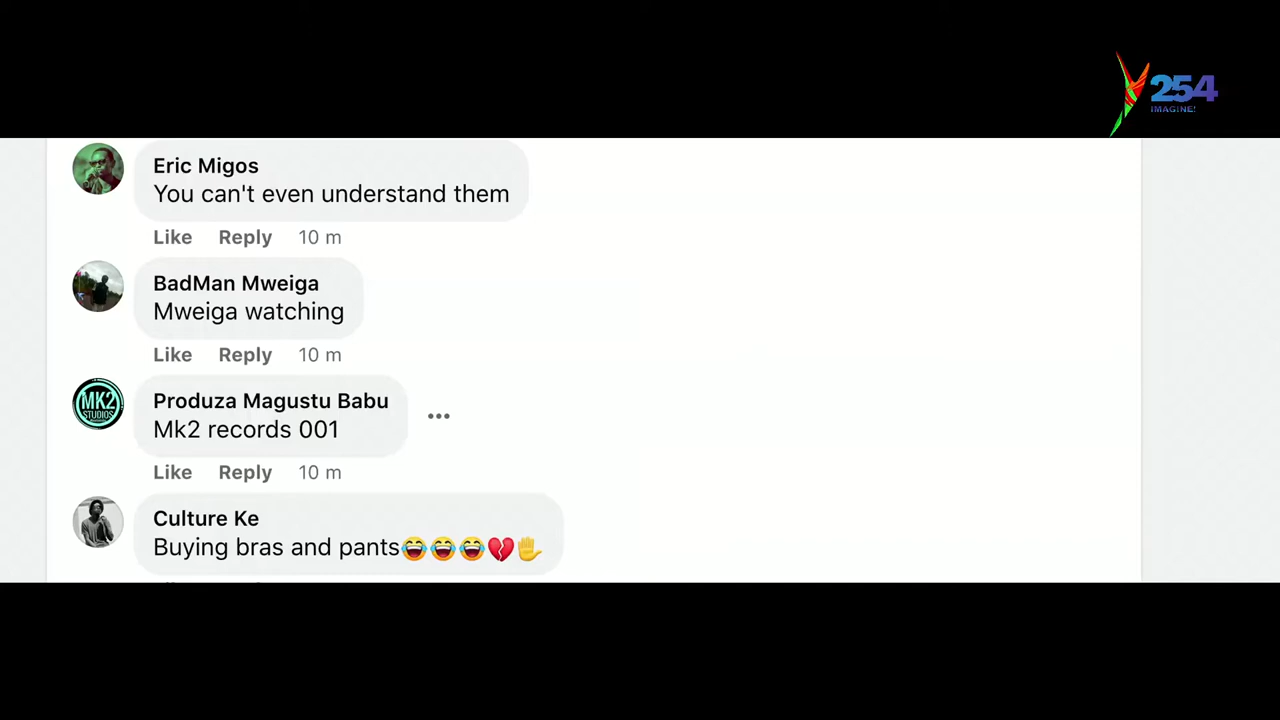 254
IMAGINE!
Eric Migos
You can't even understand them
Like Reply 10 m
BadMan Mweiga
Mweiga watching
Like Reply 10 m
MK2
STUDIOS
Produza Magustu Babu
Mk2 records 001
Like Reply 10 m
Culture Ke
Buying bras and pants😂😂😂💔✋